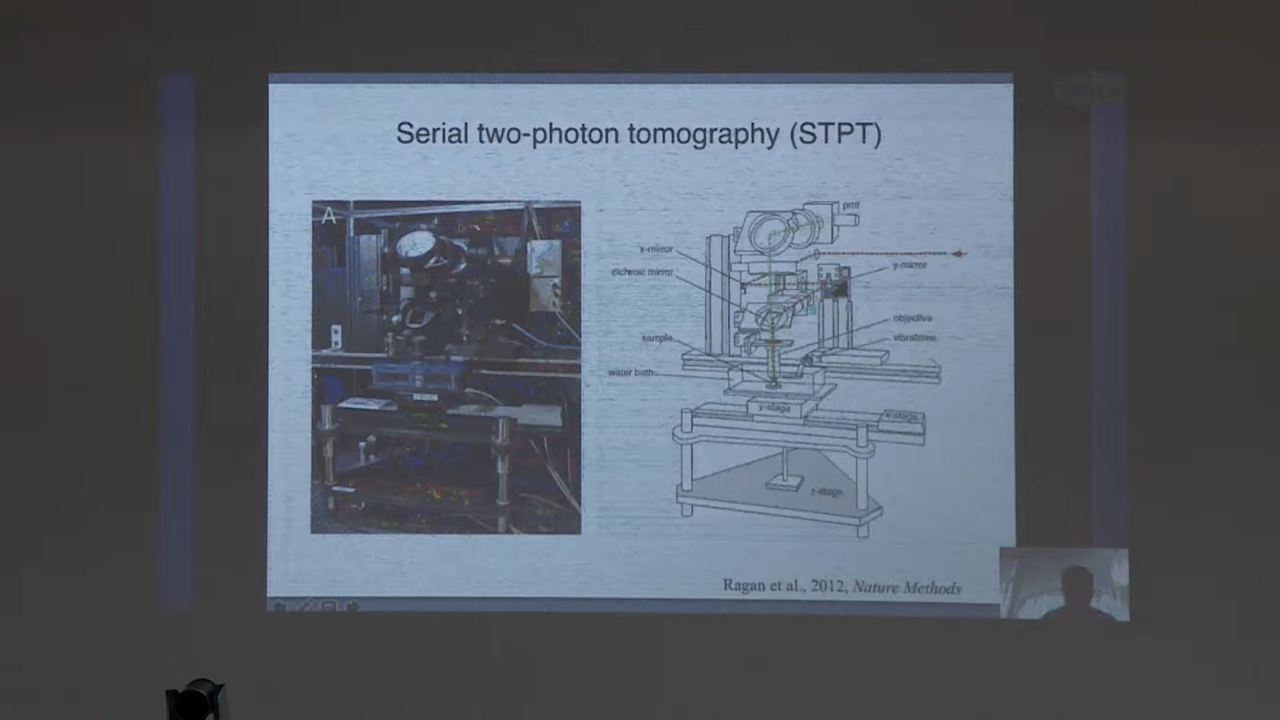 Serial two-photon tomography (STPT)
A
pmt
x-mirror
y-mirror
dichroic mirror
objective
sample
vibratome
water bath
y-stage
x-stage
z-stage
Ragan et al., 2012, Nature Methods